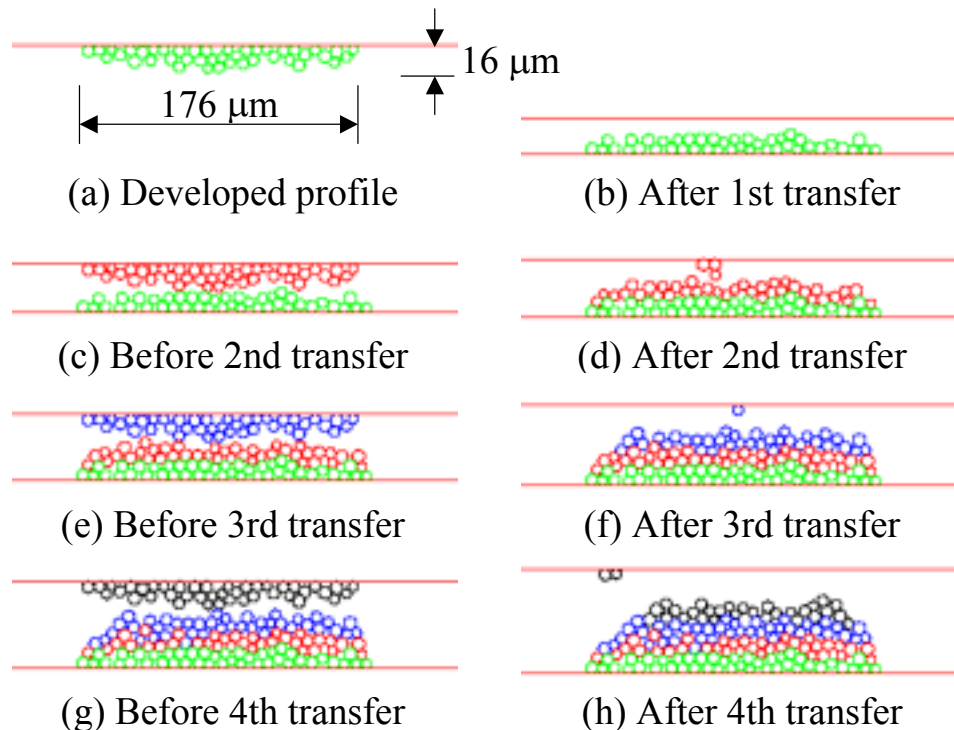 16 μm
176 μm
(a) Developed profile
(b) After 1st transfer
(c) Before 2nd transfer
(d) After 2nd transfer
(e) Before 3rd transfer
(f) After 3rd transfer
(g) Before 4th transfer
(h) After 4th transfer